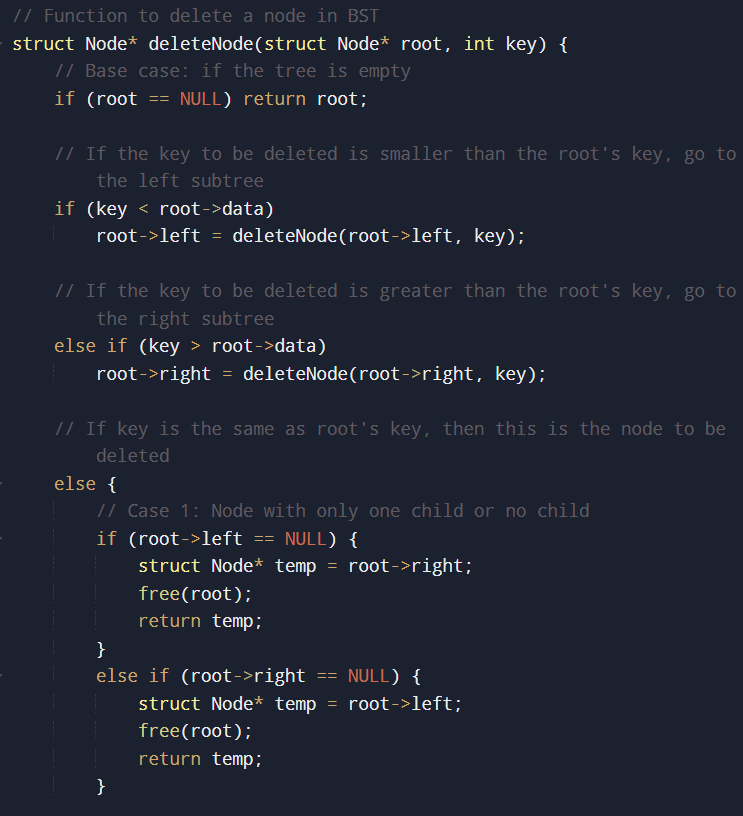 // Function to delete a node in BST
struct Node* deleteNode(struct Node* root, int key) {
    // Base case: if the tree is empty
    if (root == NULL) return root;

    // If the key to be deleted is smaller than the root's key, go to
        the left subtree
    if (key < root->data)
        root->left = deleteNode(root->left, key);

    // If the key to be deleted is greater than the root's key, go to
        the right subtree
    else if (key > root->data)
        root->right = deleteNode(root->right, key);

    // If key is the same as root's key, then this is the node to be
        deleted
    else {
        // Case 1: Node with only one child or no child
        if (root->left == NULL) {
            struct Node* temp = root->right;
            free(root);
            return temp;
        }
        else if (root->right == NULL) {
            struct Node* temp = root->left;
            free(root);
            return temp;
        }